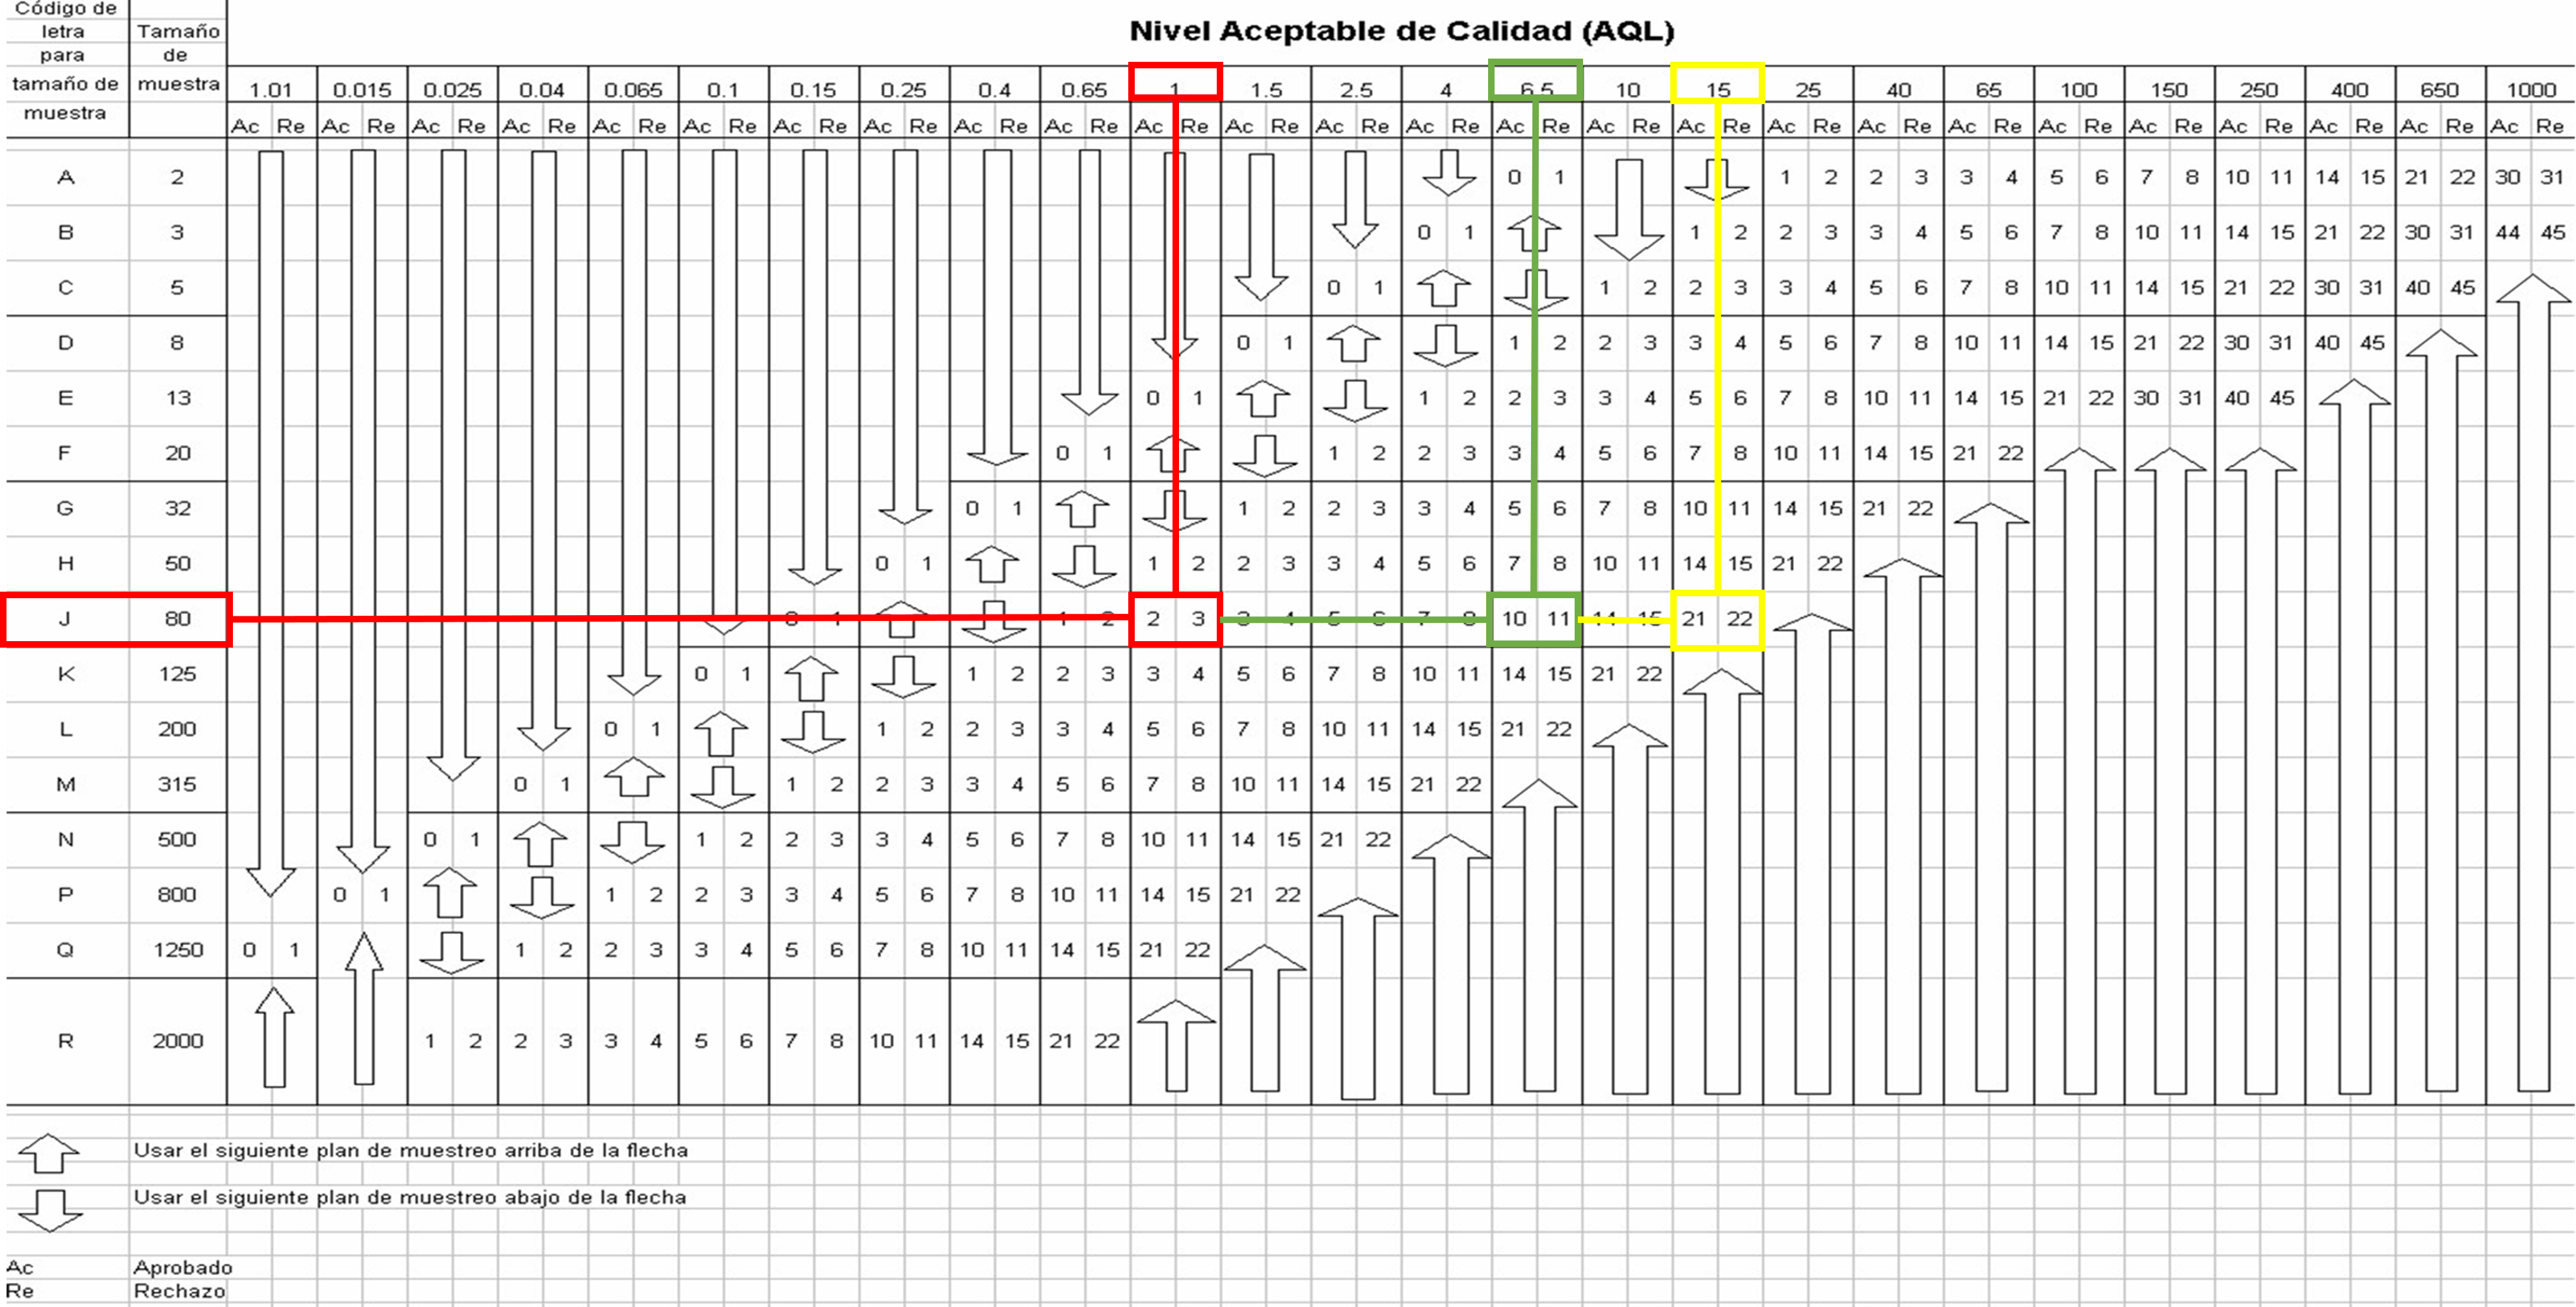 Código de
letra
para
tamaño de
muestra
Tamaño
de
muestra
Nivel Aceptable de Calidad (AQL)
1.01 0.015 0.025 0.04 0.065 0.1 0.15 0.25 0.4 0.65 1 1.5 2.5 4 6.5 10 15 25 40 65 100 150 250 400 650 1000
Ac Re Ac Re Ac Re Ac Re Ac Re Ac Re Ac Re Ac Re Ac Re Ac Re Ac Re Ac Re Ac Re Ac Re Ac Re Ac Re Ac Re Ac Re Ac Re Ac Re Ac Re Ac Re Ac Re Ac Re Ac Re Ac Re
A 2 0 1 1 2 2 3 3 4 5 6 7 8 10 11 14 15 21 22 30 31
B 3 0 1 1 2 2 3 3 4 5 6 7 8 10 11 14 15 21 22 30 31 44 45
C 5 0 1 1 2 2 3 3 4 5 6 7 8 10 11 14 15 21 22 30 31 40 45
D 8 0 1 1 2 2 3 3 4 5 6 7 8 10 11 14 15 21 22 30 31 40 45
E 13 0 1 1 2 2 3 3 4 5 6 7 8 10 11 14 15 21 22 30 31 40 45
F 20 0 1 1 2 2 3 3 4 5 6 7 8 10 11 14 15 21 22
G 32 0 1 1 2 2 3 3 4 5 6 7 8 10 11 14 15 21 22
H 50 0 1 1 2 2 3 3 4 5 6 7 8 10 11 14 15 21 22
J 80 0 1 1 2 2 3 3 4 5 6 7 8 10 11 14 15 21 22
K 125 0 1 1 2 2 3 3 4 5 6 7 8 10 11 14 15 21 22
L 200 0 1 1 2 2 3 3 4 5 6 7 8 10 11 14 15 21 22
M 315 0 1 1 2 2 3 3 4 5 6 7 8 10 11 14 15 21 22
N 500 0 1 1 2 2 3 3 4 5 6 7 8 10 11 14 15 21 22
P 800 0 1 1 2 2 3 3 4 5 6 7 8 10 11 14 15 21 22
Q 1250 0 1 1 2 2 3 3 4 5 6 7 8 10 11 14 15 21 22
R 2000 1 2 2 3 3 4 5 6 7 8 10 11 14 15 21 22
Usar el siguiente plan de muestreo arriba de la flecha
Usar el siguiente plan de muestreo abajo de la flecha
Ac Aprobado
Re Rechazo